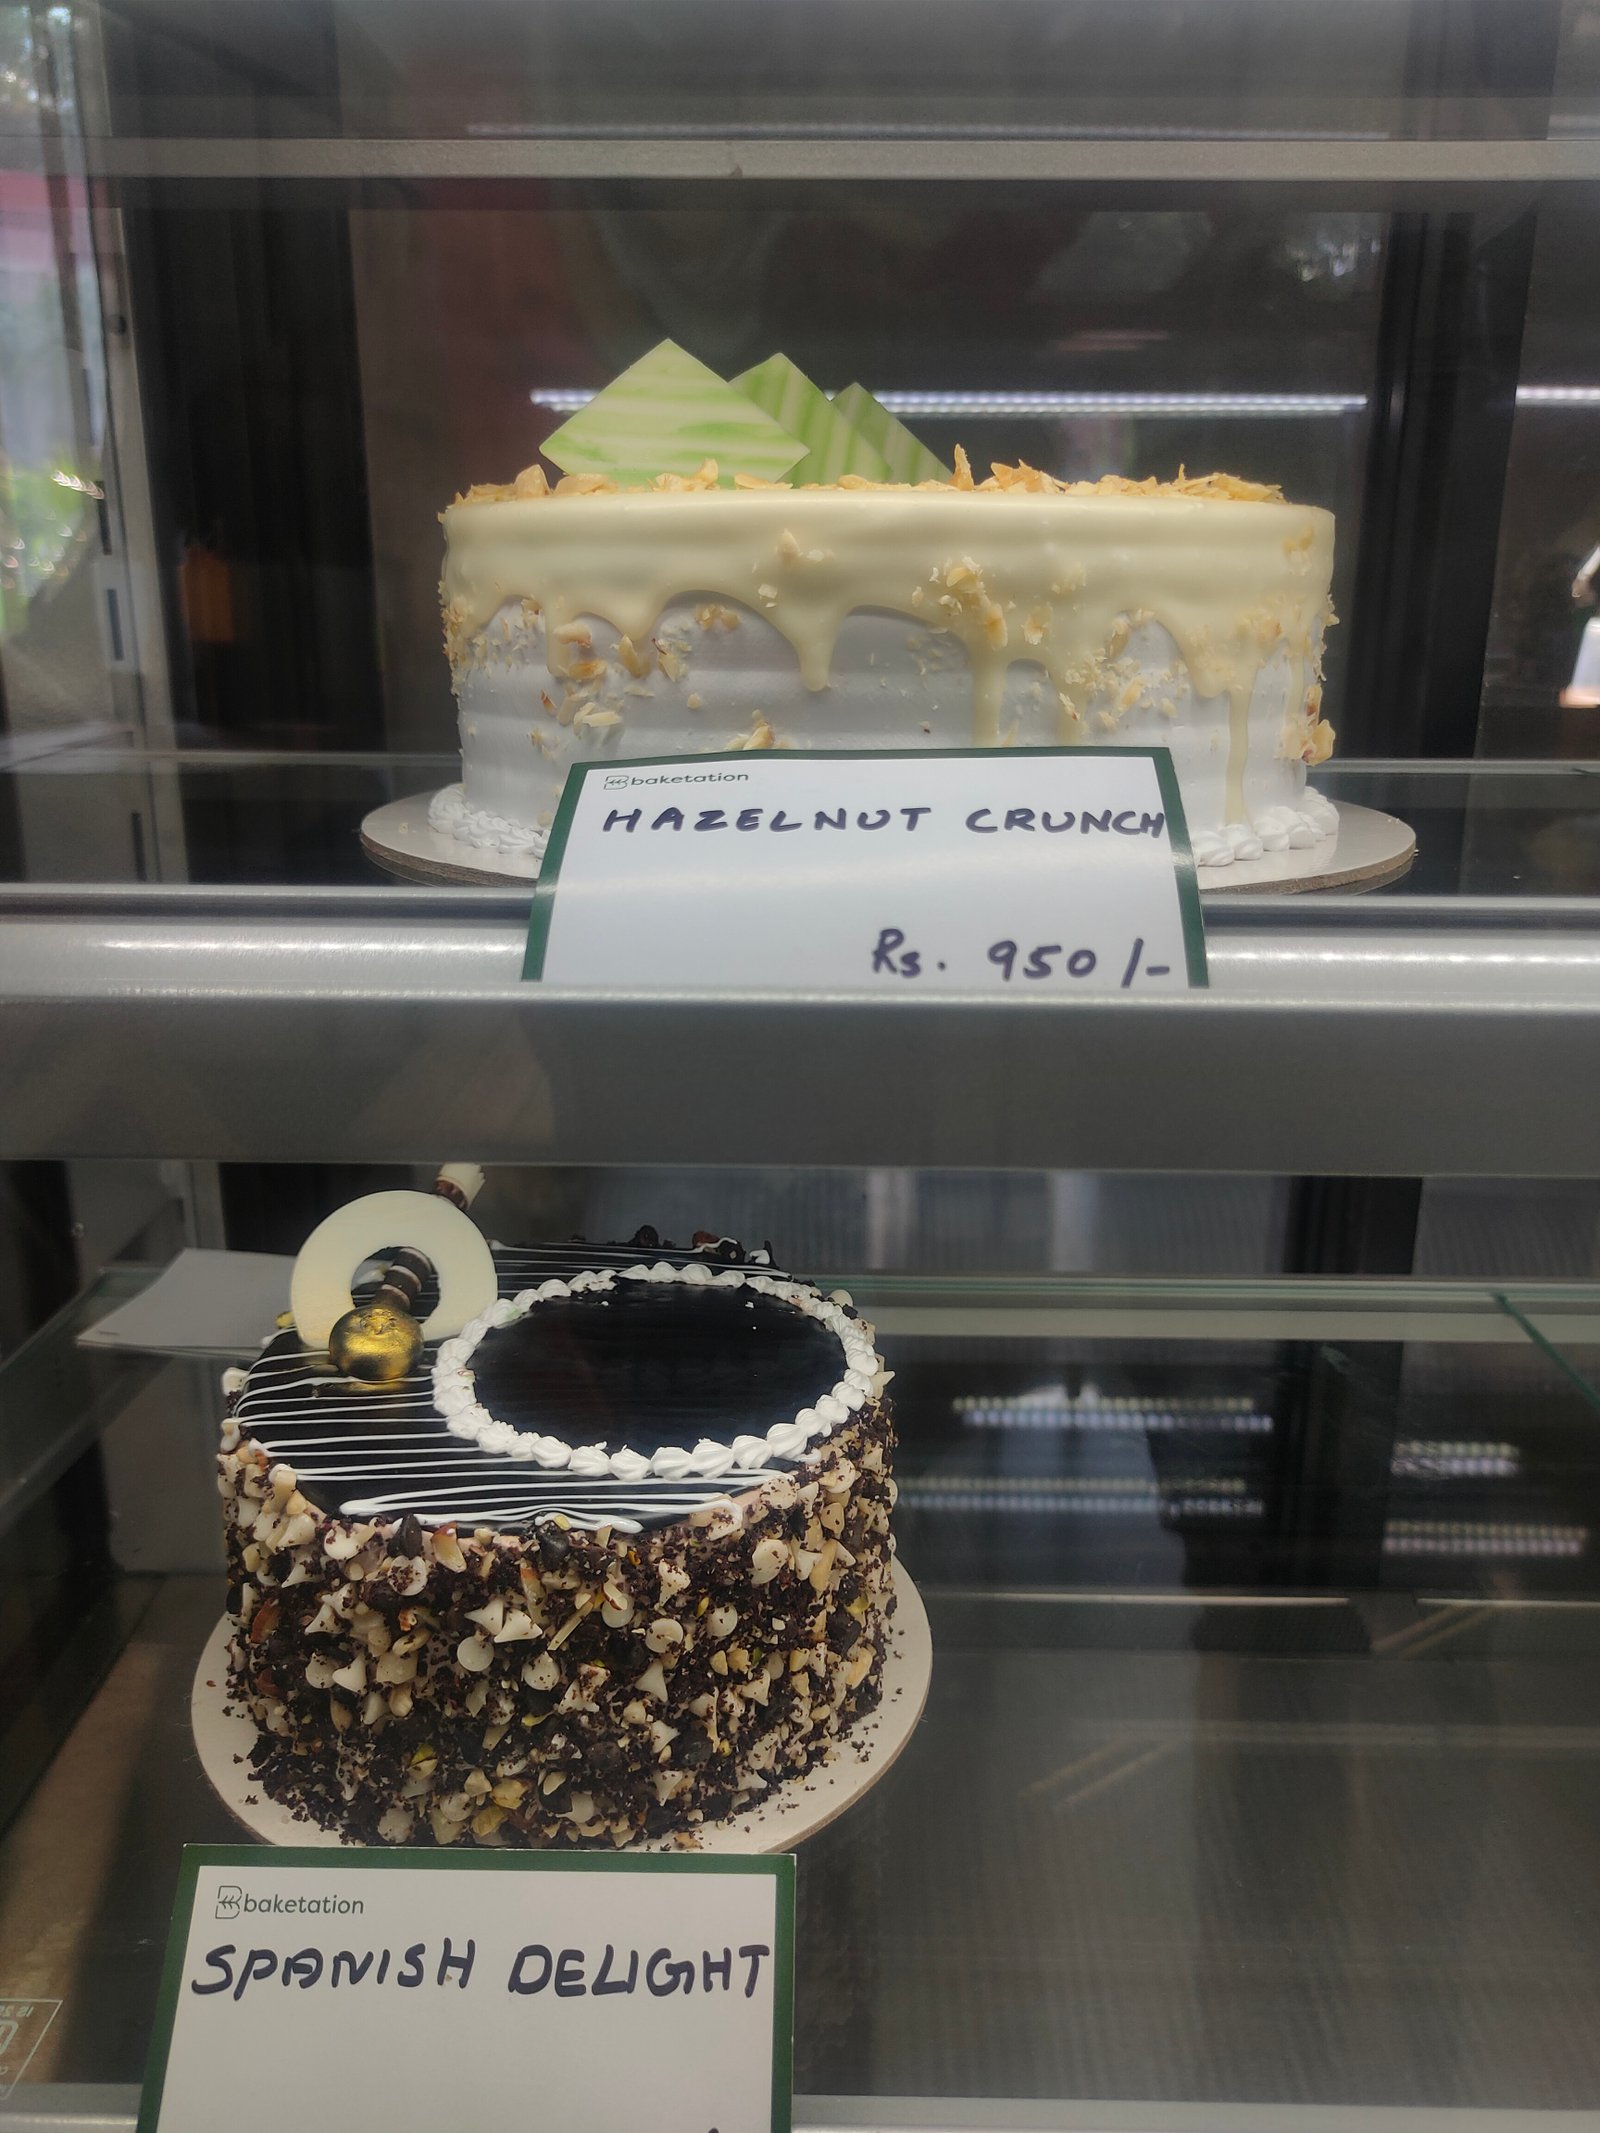 baketation
HAZELNUT CRUNCH
Rs. 950/-
baketation
SPANISH DELIGHT